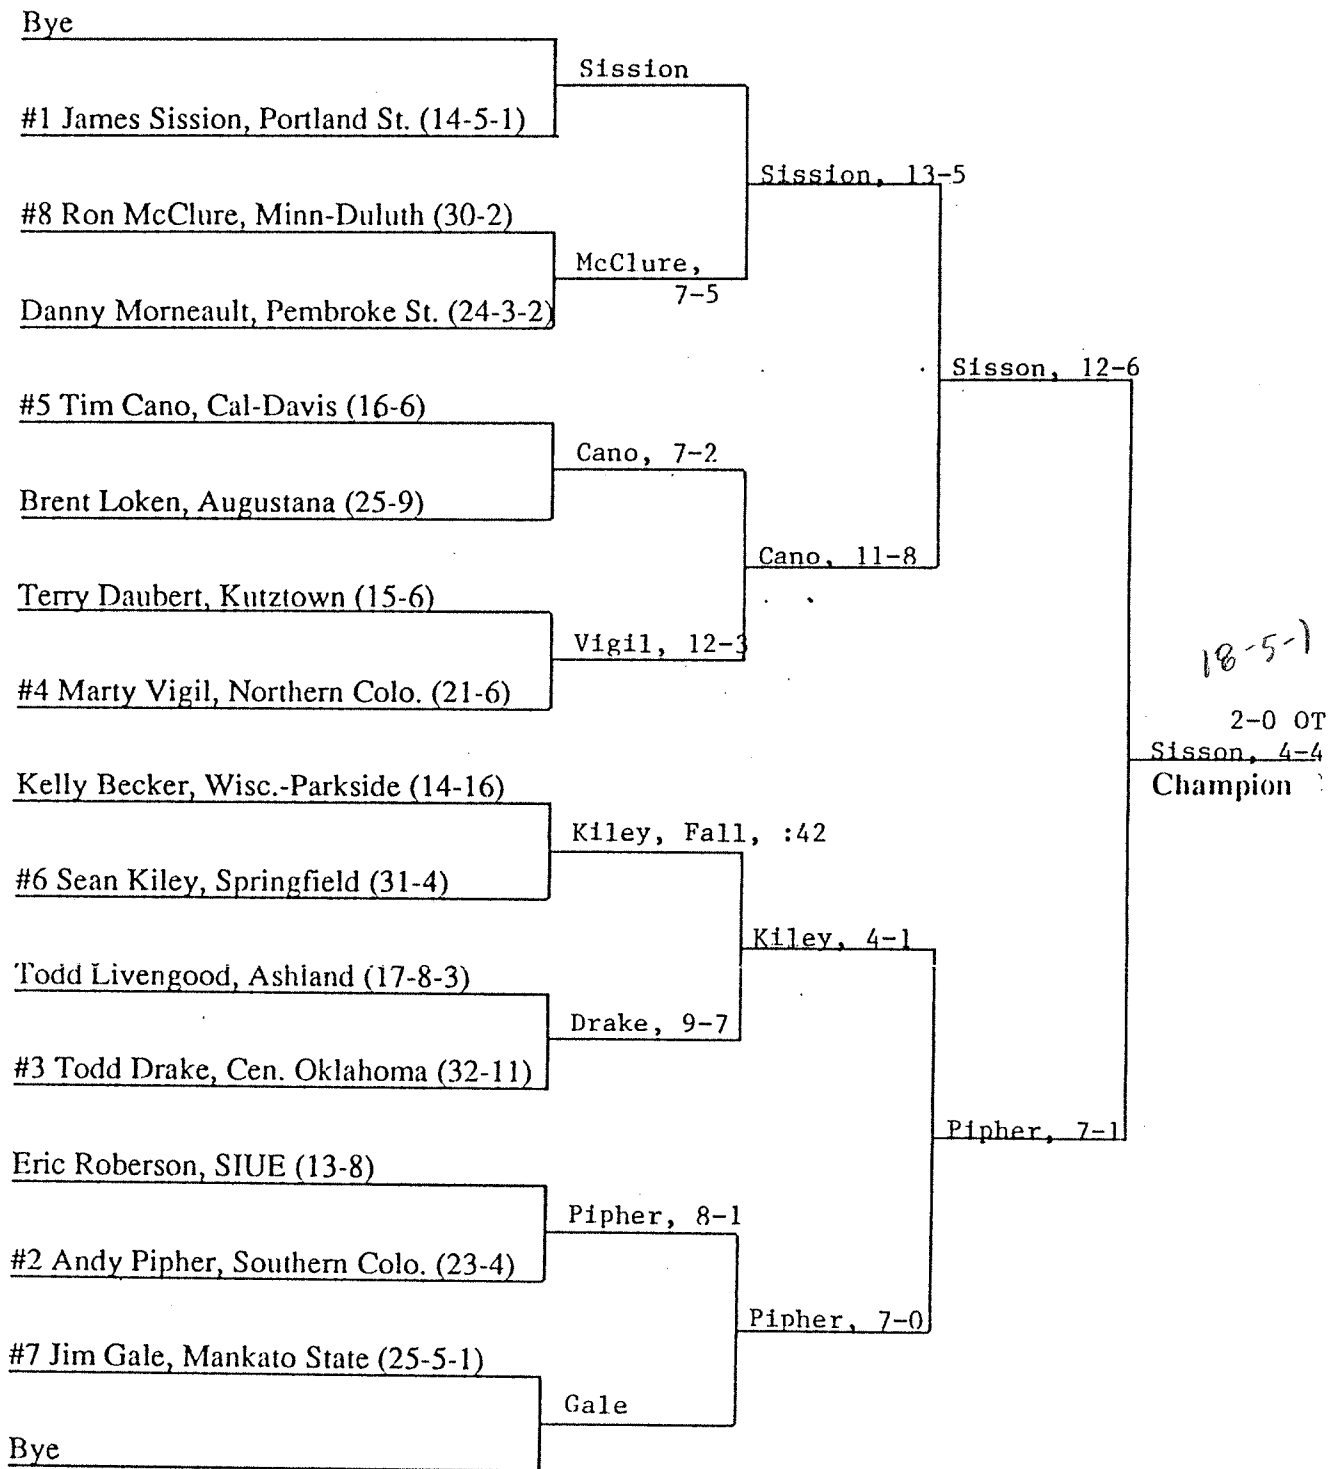 Bye
Sission
#1 James Sission, Portland St. (14-5-1)
Sission, 13-5
#8 Ron McClure, Minn-Duluth (30-2)
McClure,
7-5
Danny Morneault, Pembroke St. (24-3-2)
Sisson, 12-6
#5 Tim Cano, Cal-Davis (16-6)
Cano, 7-2
Brent Loken, Augustana (25-9)
Cano, 11-8
Terry Daubert, Kutztown (15-6)
Vigil, 12-3
#4 Marty Vigil, Northern Colo. (21-6)
18-5-1
2-0 OT
Sisson, 4-4
Champion
Kelly Becker, Wisc.-Parkside (14-16)
Kiley, Fall, :42
#6 Sean Kiley, Springfield (31-4)
Kiley, 4-1
Todd Livengood, Ashland (17-8-3)
Drake, 9-7
#3 Todd Drake, Cen. Oklahoma (32-11)
Pipher, 7-1
Eric Roberson, SIUE (13-8)
Pipher, 8-1
#2 Andy Pipher, Southern Colo. (23-4)
Pipher, 7-0
#7 Jim Gale, Mankato State (25-5-1)
Gale
Bye